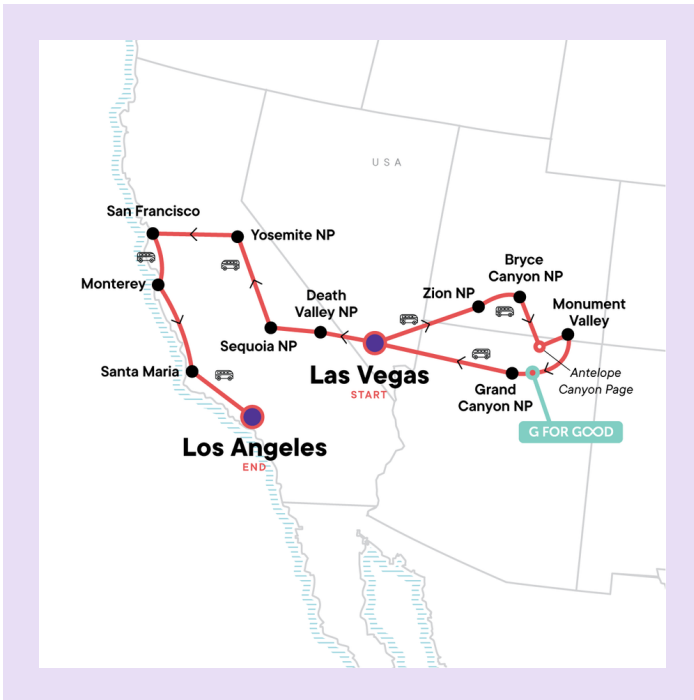 USA
San Francisco
Yosemite NP
Bryce
Canyon NP
Zion NP
Monument
Valley
Monterey
Death
Valley NP
Sequoia NP
Las Vegas
START
Santa Maria
Antelope
Canyon Page
Grand
Canyon NP
G FOR GOOD
Los Angeles
END